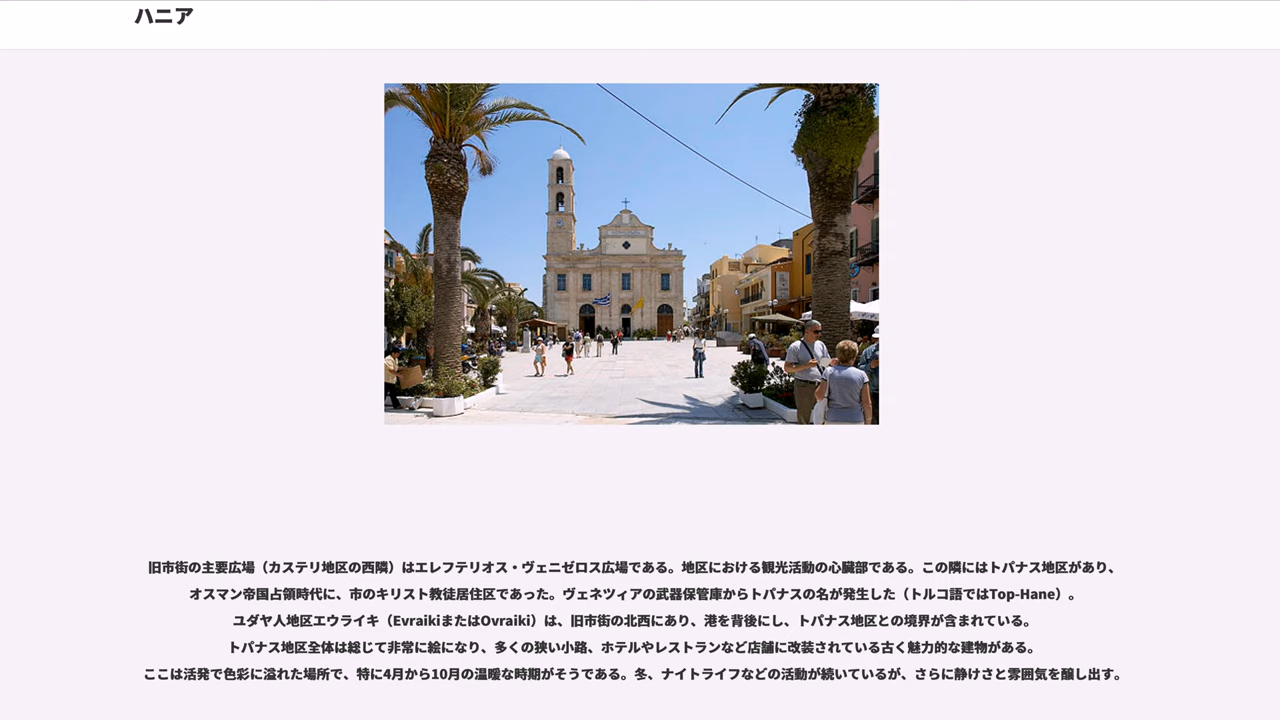 ハニア
旧市街の主要広場（カステリ地区の西隣）はエレフテリオス・ヴェニゼロス広場である。地区における観光活動の心臓部である。この隣にはトパナス地区があり、
オスマン帝国占領時代に、市のキリスト教徒居住区であった。ヴェネツィアの武器保管庫からトパナスの名が発生した（トルコ語ではTop-Hane）。
ユダヤ人地区エウライキ（EvraikiまたはOvraiki）は、旧市街の北西にあり、港を背後にし、トパナス地区との境界が含まれている。
トパナス地区全体は総じて非常に絵になり、多くの狭い小路、ホテルやレストランなど店舗に改装されている古く魅力的な建物がある。
ここは活発で色彩に溢れた場所で、特に4月から10月の温暖な時期がそうである。冬、ナイトライフなどの活動が続いているが、さらに静けさと雰囲気を醸し出す。